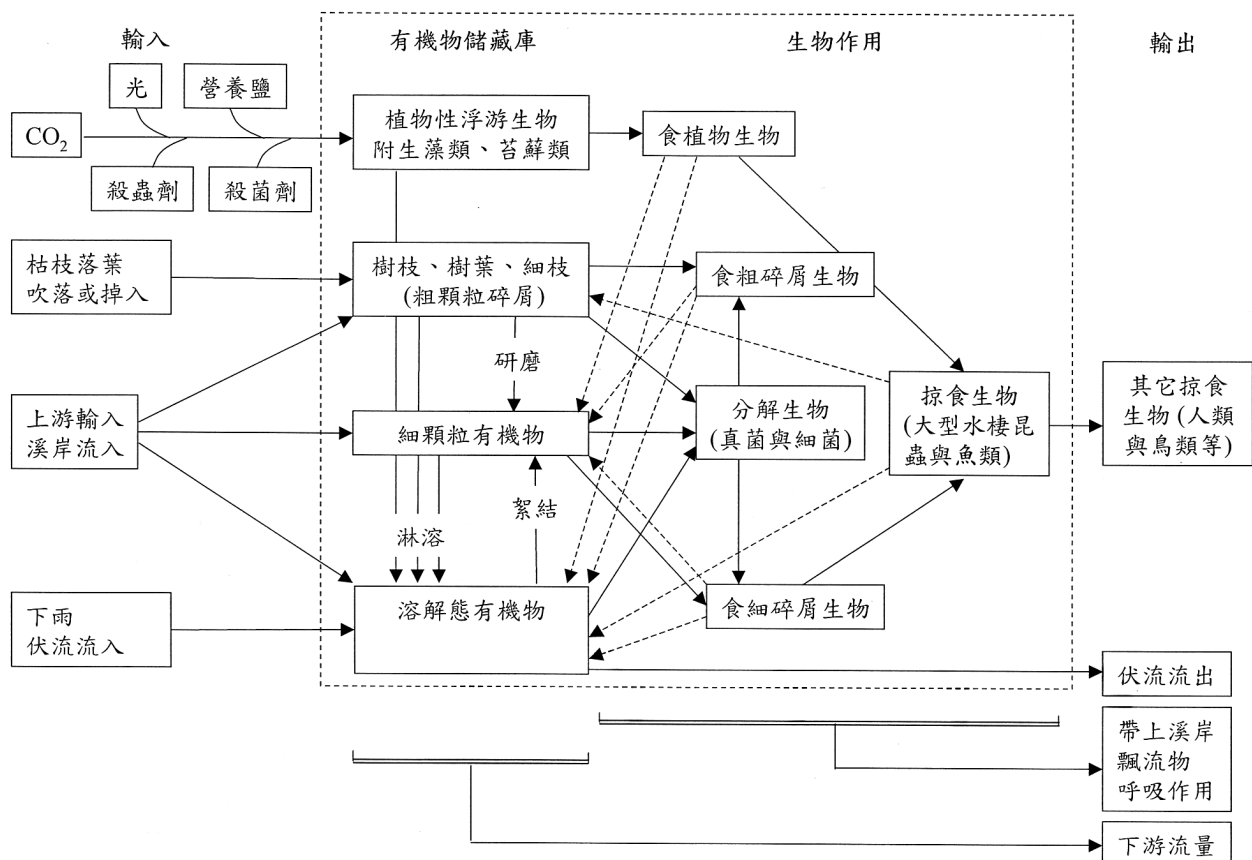 輸入
有機物儲藏庫
生物作用
輸出
光
營養鹽
CO₂
殺蟲劑
殺菌劑
植物性浮游生物
附生藻類、苔蘚類
食植物生物
枯枝落葉
吹落或掉入
樹枝、樹葉、細枝
(粗顆粒碎屑)
食粗碎屑生物
研磨
上游輸入
溪岸流入
細顆粒有機物
分解生物
(真菌與細菌)
掠食生物
(大型水棲昆
蟲與魚類)
其它掠食
生物(人類
與鳥類等)
淋溶
絮結
下雨
伏流流入
溶解態有機物
食細碎屑生物
伏流流出
帶上溪岸
飄流物
呼吸作用
下游流量